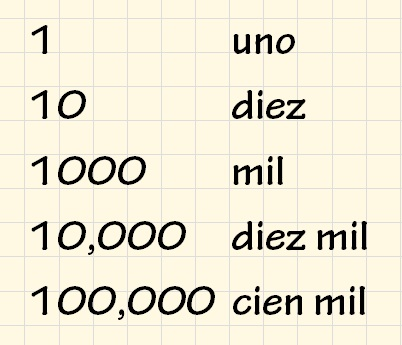 1 uno
10 diez
1000 mil
10,000 diez mil
100,000 cien mil